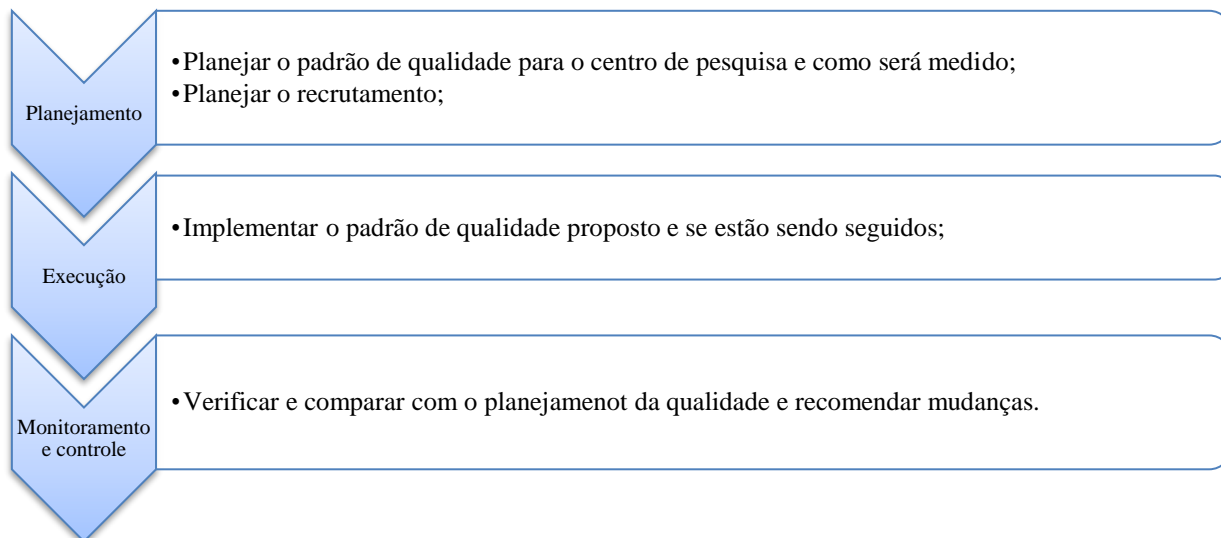 Planejamento
•Planejar o padrão de qualidade para o centro de pesquisa e como será medido;
•Planejar o recrutamento;
Execução
•Implementar o padrão de qualidade proposto e se estão sendo seguidos;
Monitoramento
e controle
•Verificar e comparar com o planejamenot da qualidade e recomendar mudanças.